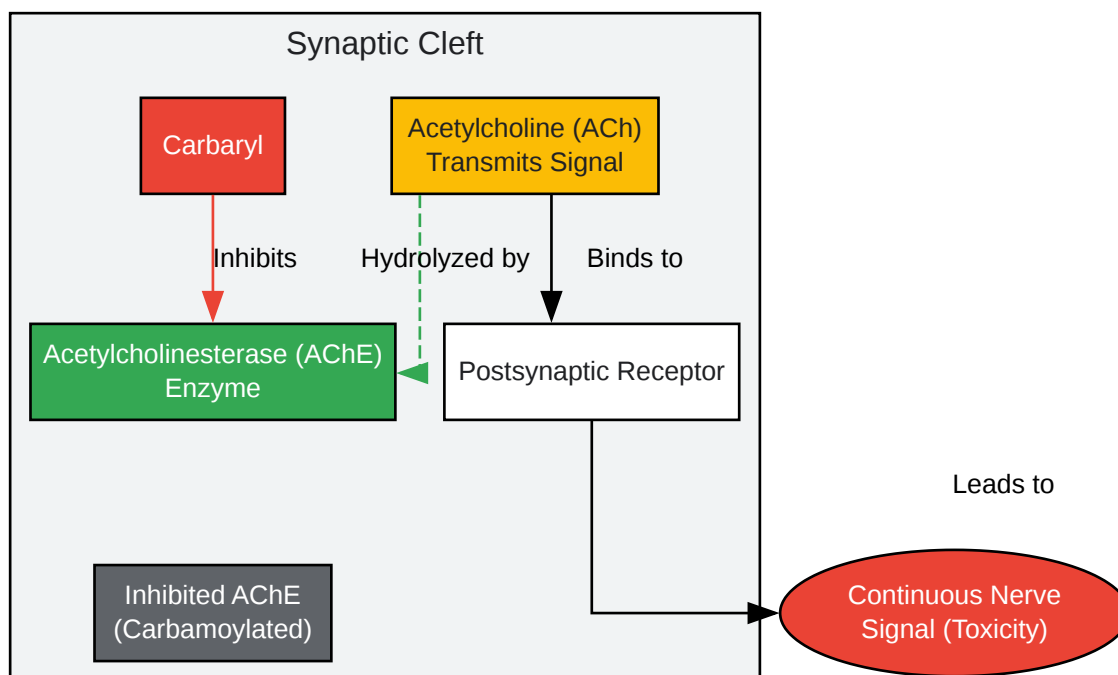 Synaptic Cleft
Carbaryl
Acetylcholine (ACh)
Transmits Signal
Inhibits
Hydrolyzed by
Binds to
Acetylcholinesterase (AChE)
Enzyme
Postsynaptic Receptor
Leads to
Inhibited AChE
(Carbamoylated)
Continuous Nerve
Signal (Toxicity)